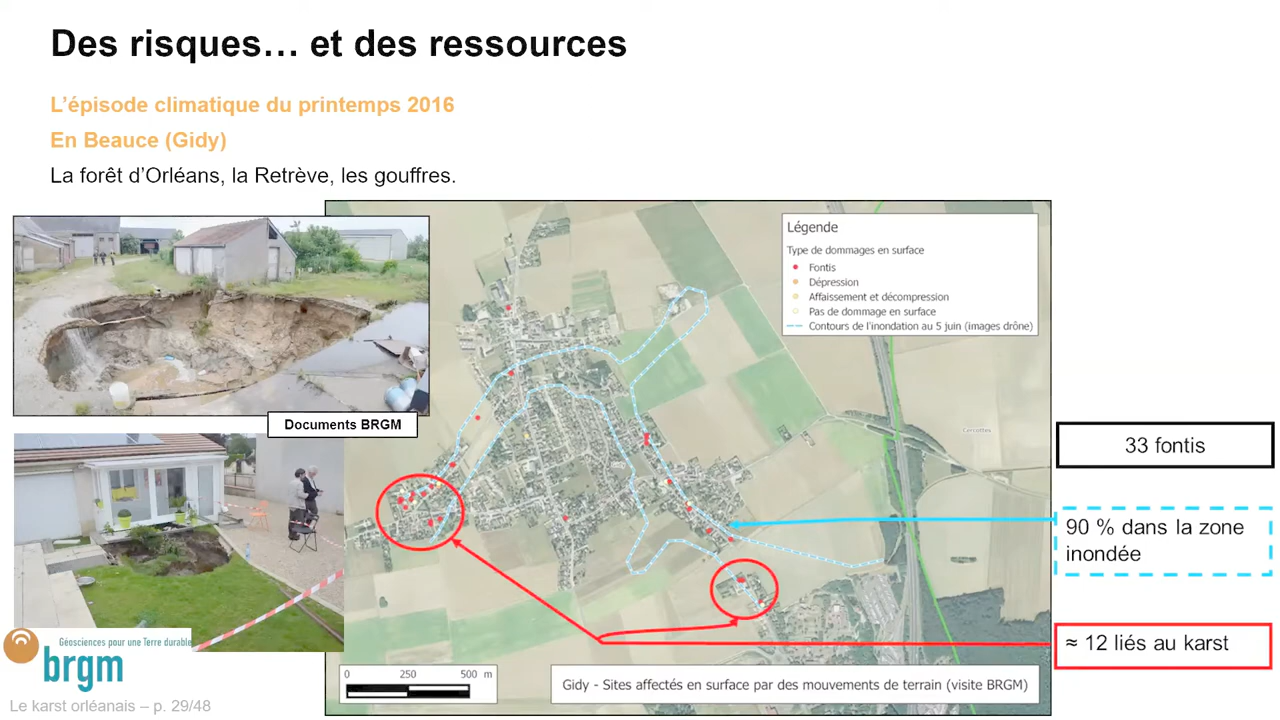 Des risques… et des ressources
L'épisode climatique du printemps 2016
En Beauce (Gidy)
La forêt d'Orléans, la Retrève, les gouffres.
Légende
Type de dommages en surface
Fontis
Dépression
Affaissement et décompression
Pas de dommage en surface
Contours de l'inondation au 5 juin (images drône)
Documents BRGM
Cercottes
Gidy
33 fontis
90 % dans la zone
inondée
≈ 12 liés au karst
Géosciences pour une Terre durable
brgm
0 250 500 m
Gidy - Sites affectés en surface par des mouvements de terrain (visite BRGM)
Le karst orléanais – p. 29/48